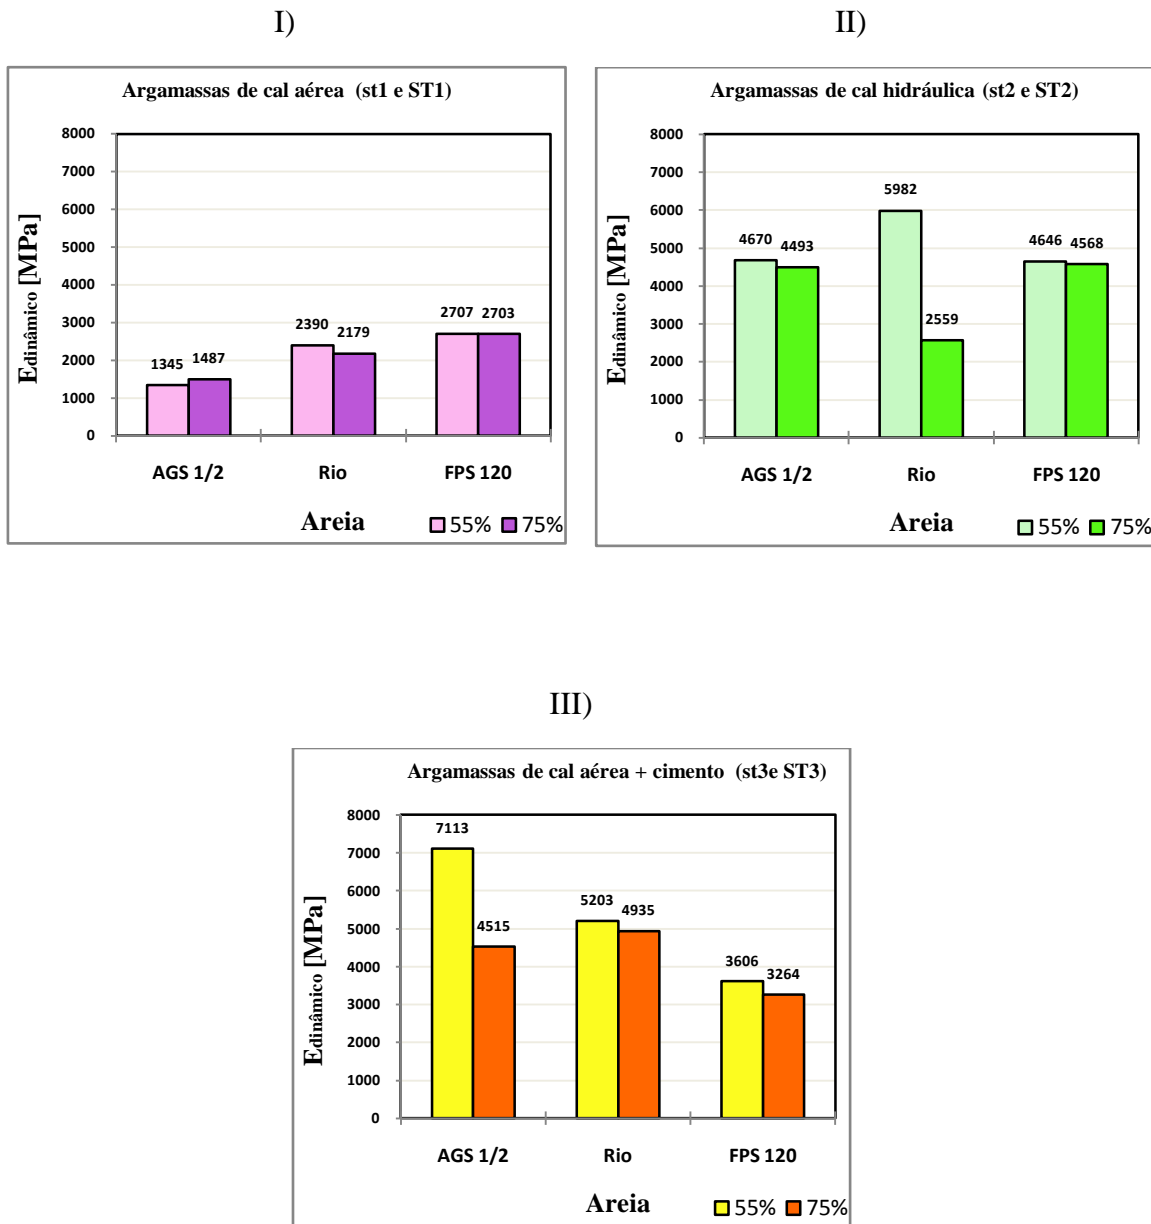 I)
II)
Argamassas de cal aérea (st1 e ST1)
8000
7000
6000
5000
4000
3000
2000
1000
0
Edinâmico [MPa]
1345
1487
2390
2179
2707
2703
AGS 1/2
Rio
FPS 120
Areia
55%
75%
Argamassas de cal hidráulica (st2 e ST2)
8000
7000
6000
5000
4000
3000
2000
1000
0
Edinâmico [MPa]
4670
4493
5982
2559
4646
4568
AGS 1/2
Rio
FPS 120
Areia
55%
75%
III)
Argamassas de cal aérea + cimento (st3e ST3)
8000
7000
6000
5000
4000
3000
2000
1000
0
Edinâmico [MPa]
7113
4515
5203
4935
3606
3264
AGS 1/2
Rio
FPS 120
Areia
55%
75%